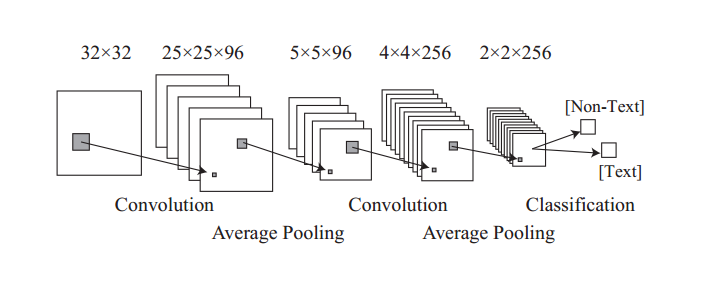 32×32 25×25×96 5×5×96 4×4×256 2×2×256
[Non-Text]
[Text]
Convolution Convolution Classification
Average Pooling Average Pooling